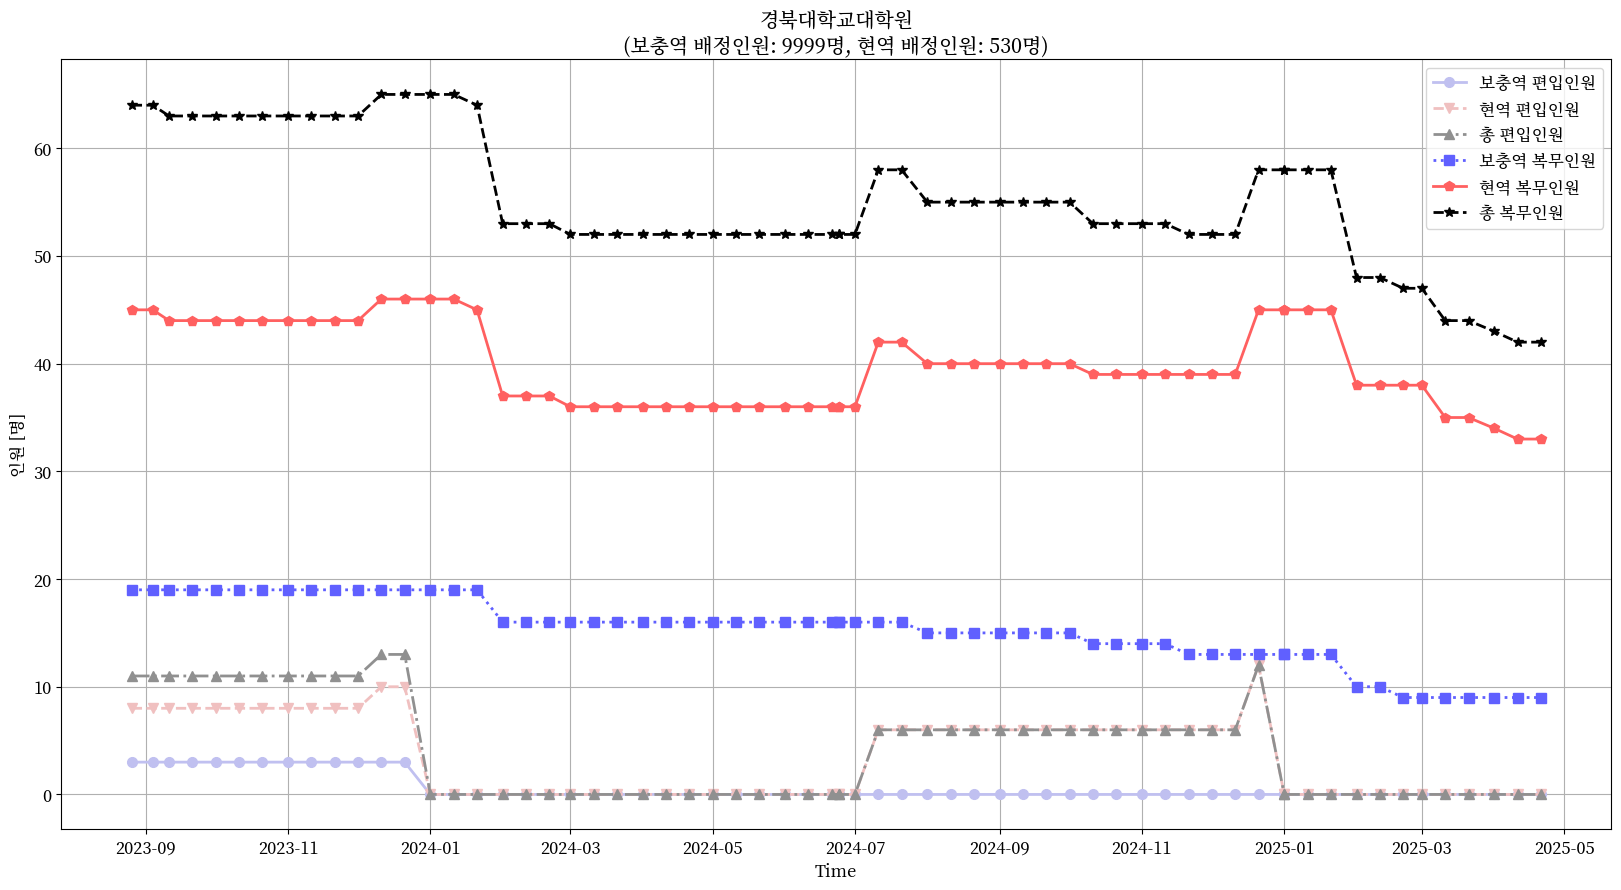 경북대학교대학원
(보충역 배정인원: 9999명, 현역 배정인원: 530명)
보충역 편입인원
현역 편입인원
총 편입인원
보충역 복무인원
현역 복무인원
총 복무인원
인원 [명]
60
50
40
30
20
10
0
2023-09 2023-11 2024-01 2024-03 2024-05 2024-07 2024-09 2024-11 2025-01 2025-03 2025-05
Time